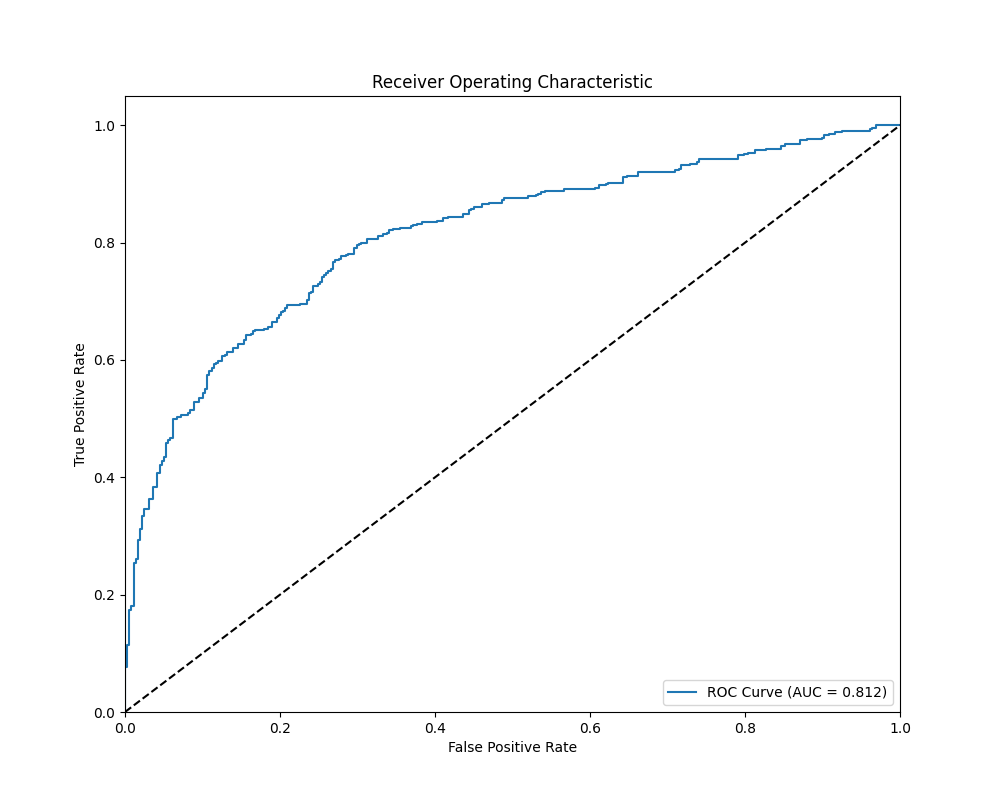 Receiver Operating Characteristic
1.0
0.8
0.6
0.4
0.2
0.0
True Positive Rate
0.0 0.2 0.4 0.6 0.8 1.0
False Positive Rate
ROC Curve (AUC = 0.812)